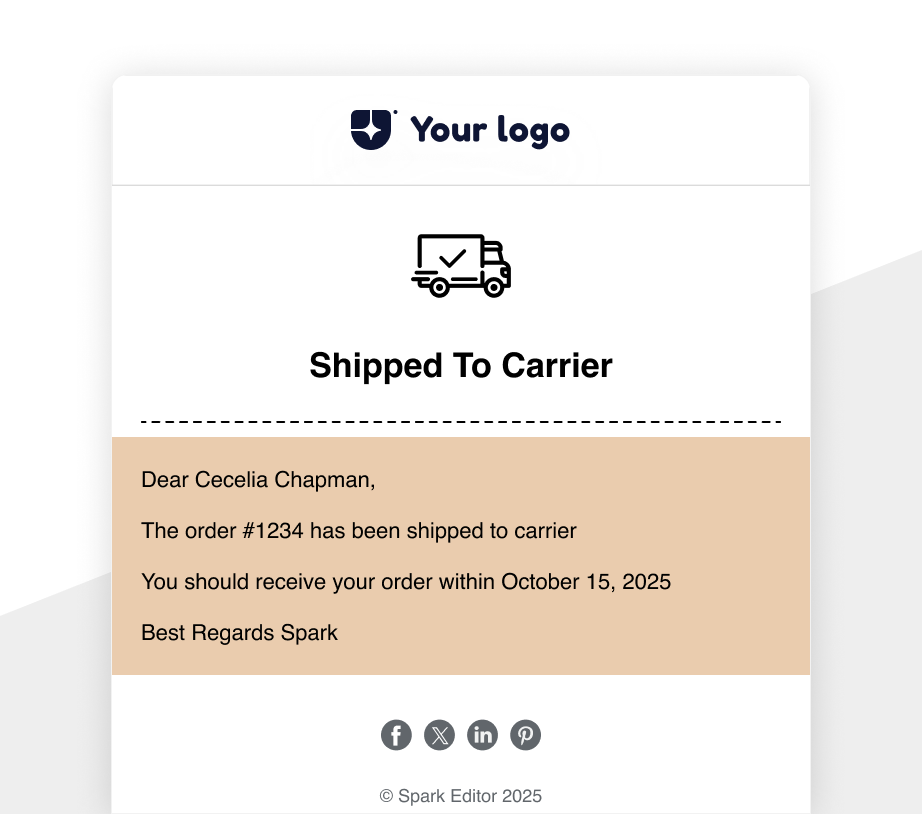 Your logo
Shipped To Carrier
Dear Cecelia Chapman,
The order #1234 has been shipped to carrier
You should receive your order within October 15, 2025
Best Regards Spark
© Spark Editor 2025